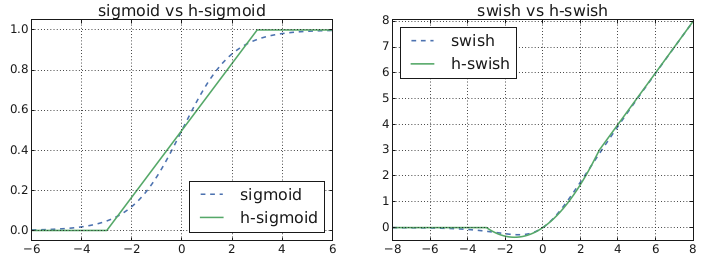 sigmoid vs h-sigmoid
1.0
0.8
0.6
0.4
0.2
0.0
sigmoid
h-sigmoid
−6 −4 −2 0 2 4 6
swish vs h-swish
8
7
6
5
4
3
2
1
0
swish
h-swish
−8 −6 −4 −2 0 2 4 6 8